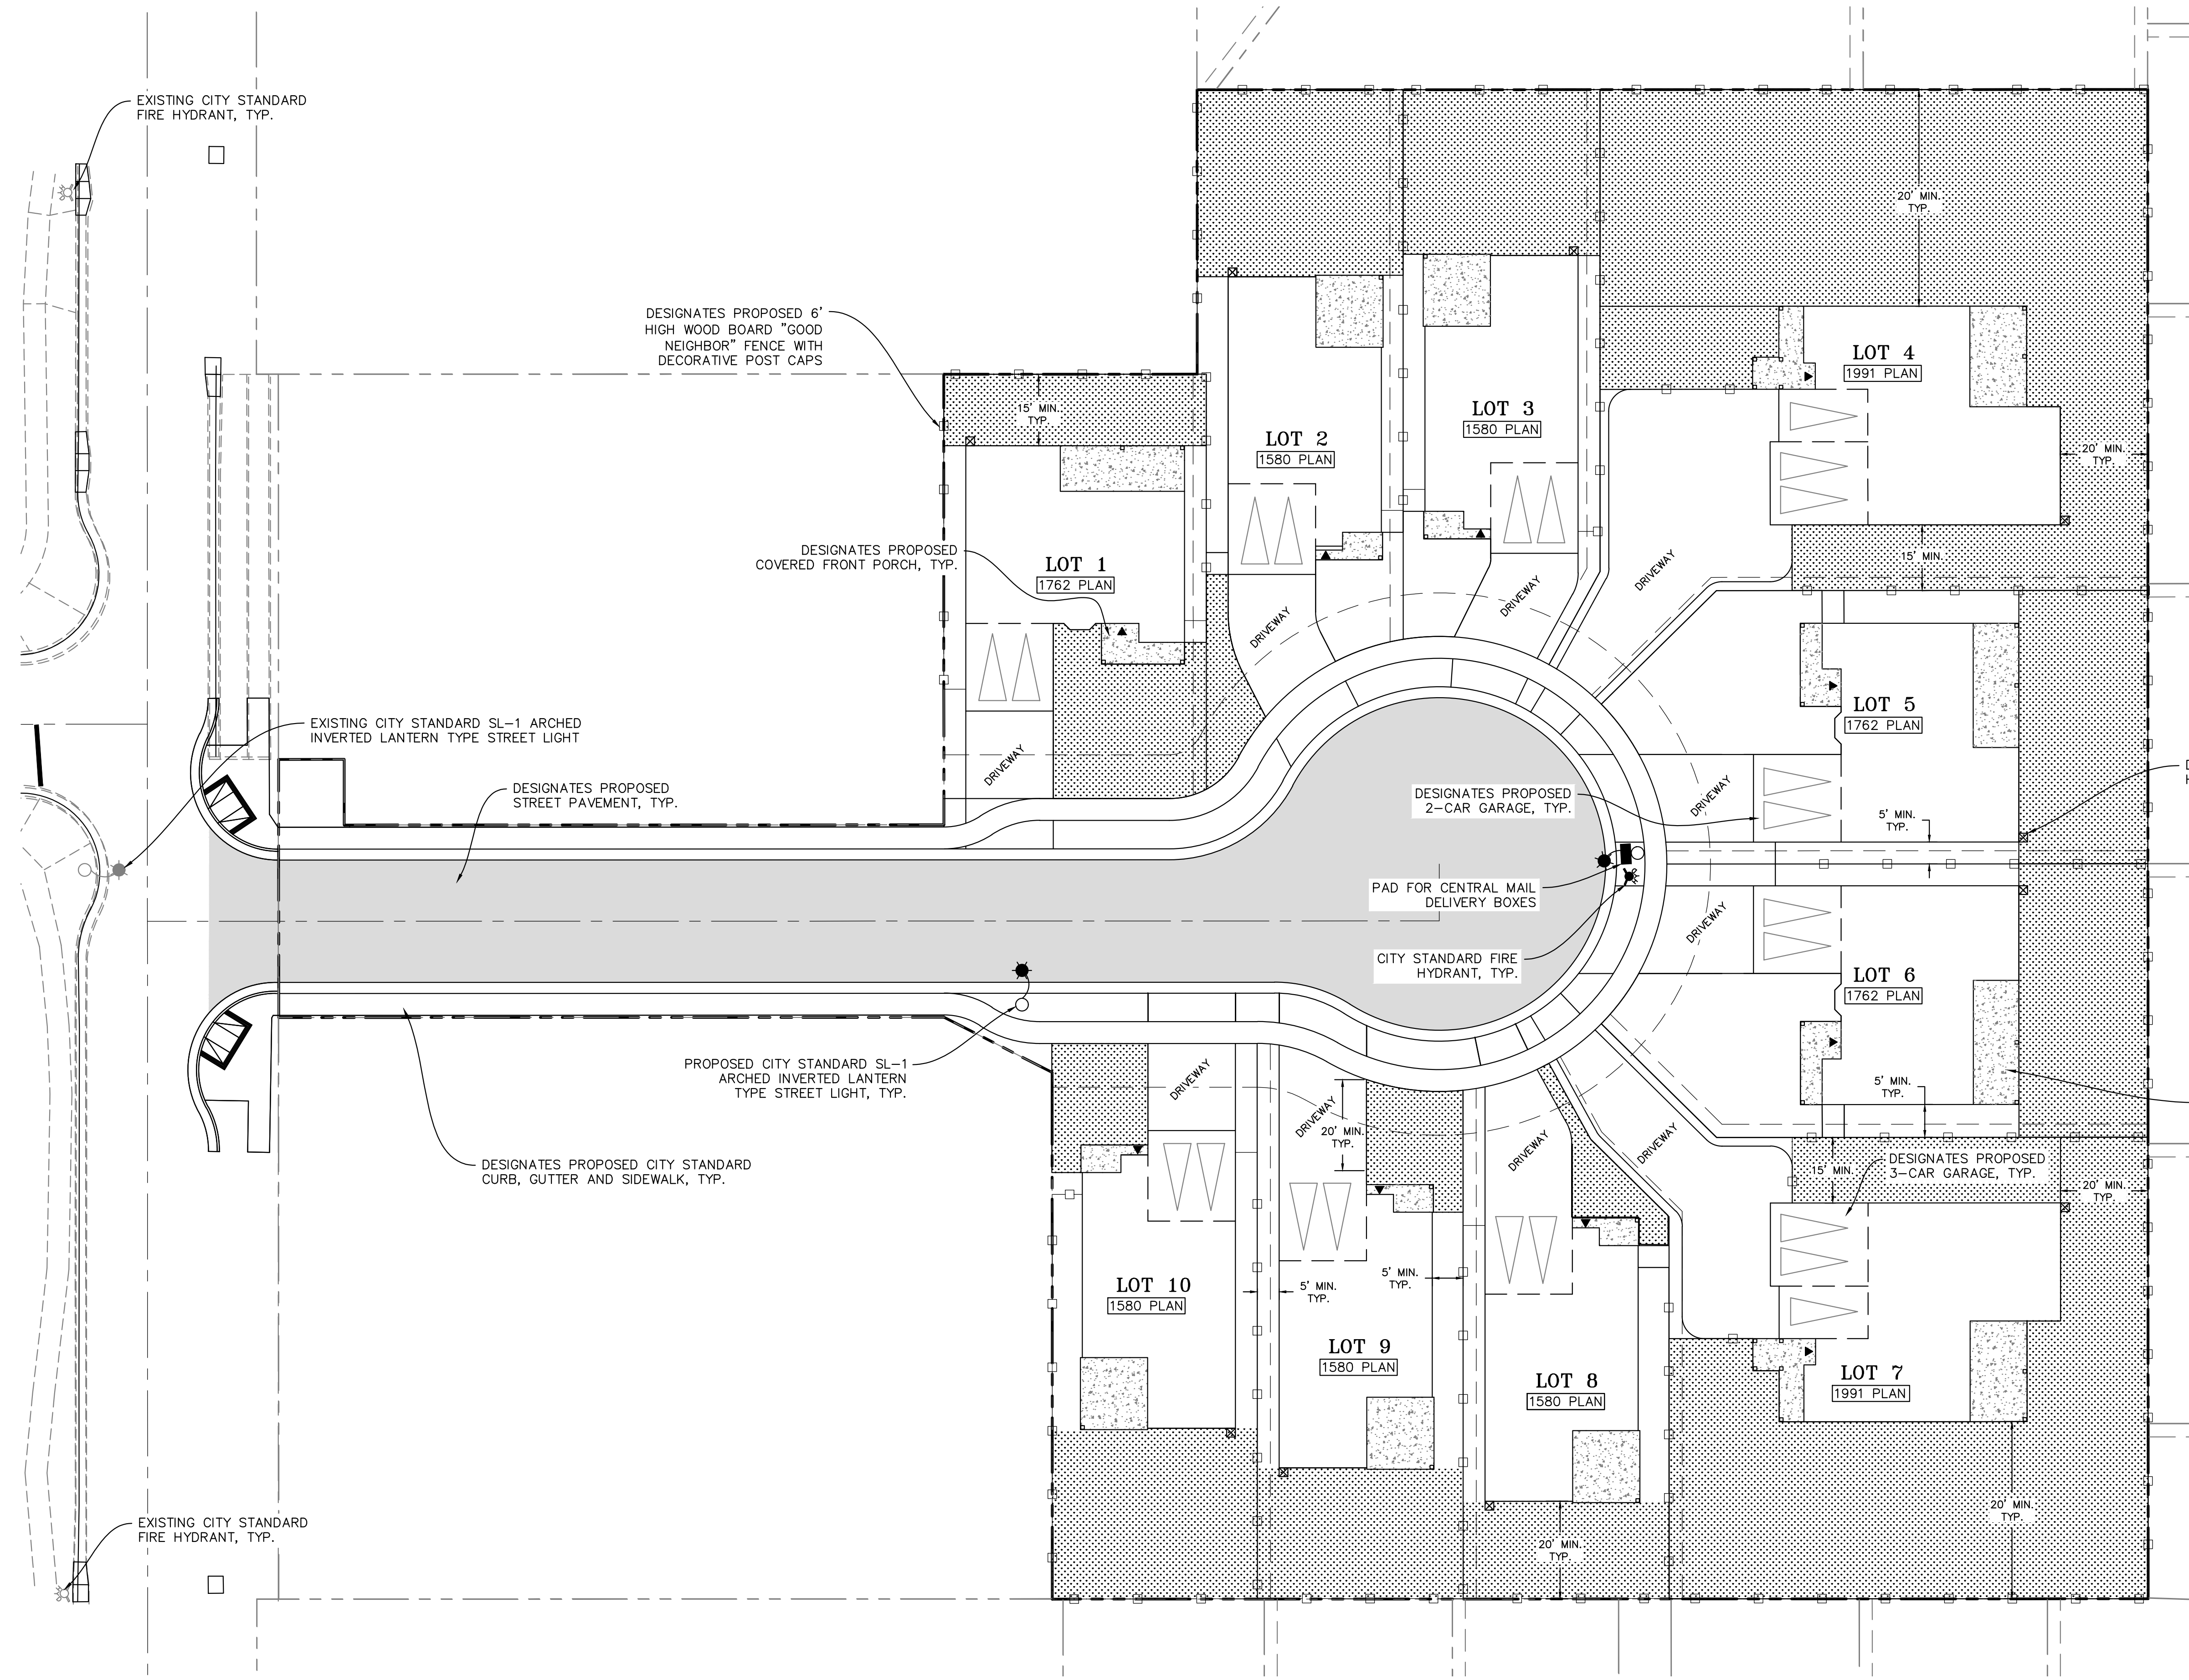 EXISTING CITY STANDARD
FIRE HYDRANT, TYP.
20' MIN.
TYP.
DESIGNATES PROPOSED 6'
HIGH WOOD BOARD "GOOD
NEIGHBOR" FENCE WITH
DECORATIVE POST CAPS
15' MIN.
TYP.
LOT 4
1991 PLAN
LOT 3
1580 PLAN
LOT 2
1580 PLAN
20' MIN.
TYP.
DESIGNATES PROPOSED
COVERED FRONT PORCH, TYP.
LOT 1
1762 PLAN
15' MIN.
DRIVEWAY
DRIVEWAY
DRIVEWAY
EXISTING CITY STANDARD SL-1 ARCHED
INVERTED LANTERN TYPE STREET LIGHT
LOT 5
1762 PLAN
DRIVEWAY
DESIGNATES PROPOSED
STREET PAVEMENT, TYP.
DESIGNATES PROPOSED
2-CAR GARAGE, TYP.
DRIVEWAY
5' MIN.
TYP.
PAD FOR CENTRAL MAIL
DELIVERY BOXES
DRIVEWAY
CITY STANDARD FIRE
HYDRANT, TYP.
LOT 6
1762 PLAN
PROPOSED CITY STANDARD SL-1
ARCHED INVERTED LANTERN
TYPE STREET LIGHT, TYP.
DRIVEWAY
5' MIN.
TYP.
DRIVEWAY
20' MIN.
TYP.
DRIVEWAY
DRIVEWAY
DESIGNATES PROPOSED CITY STANDARD
CURB, GUTTER AND SIDEWALK, TYP.
15' MIN.
DESIGNATES PROPOSED
3-CAR GARAGE, TYP.
20' MIN.
TYP.
LOT 10
1580 PLAN
5' MIN.
TYP.
5' MIN.
TYP.
LOT 9
1580 PLAN
LOT 8
1580 PLAN
LOT 7
1991 PLAN
EXISTING CITY STANDARD
FIRE HYDRANT, TYP.
20' MIN.
TYP.
20' MIN.
TYP.